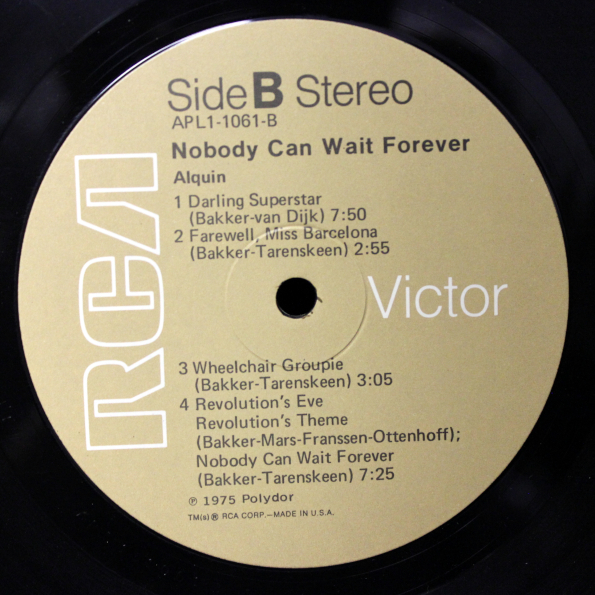 Side B Stereo
APL1-1061-B
Nobody Can Wait Forever
Alquin
1 Darling Superstar
(Bakker-van Dijk) 7:50
2 Farewell, Miss Barcelona
(Bakker-Tarenskeen) 2:55
RCA
Victor
3 Wheelchair Groupie
(Bakker-Tarenskeen) 3:05
4 Revolution's Eve
Revolution's Theme
(Bakker-Mars-Franssen-Ottenhoff);
Nobody Can Wait Forever
(Bakker-Tarenskeen) 7:25
℗ 1975 Polydor
TM(s) ® RCA CORP.—MADE IN U.S.A.